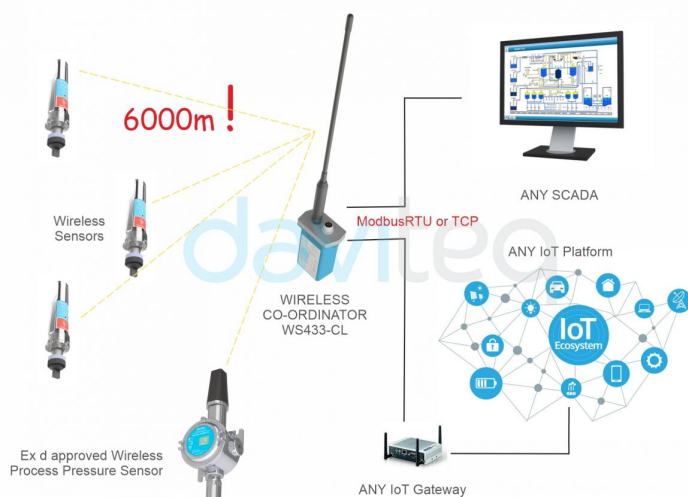 6000m !
ANY SCADA
Wireless
Sensors
ModbusRTU or TCP
daviteq
ANY IoT Platform
WIRELESS
CO-ORDINATOR
WS433-CL
IoT
Ecosystem
Ex d approved Wireless
Process Pressure Sensor
ANY IoT Gateway